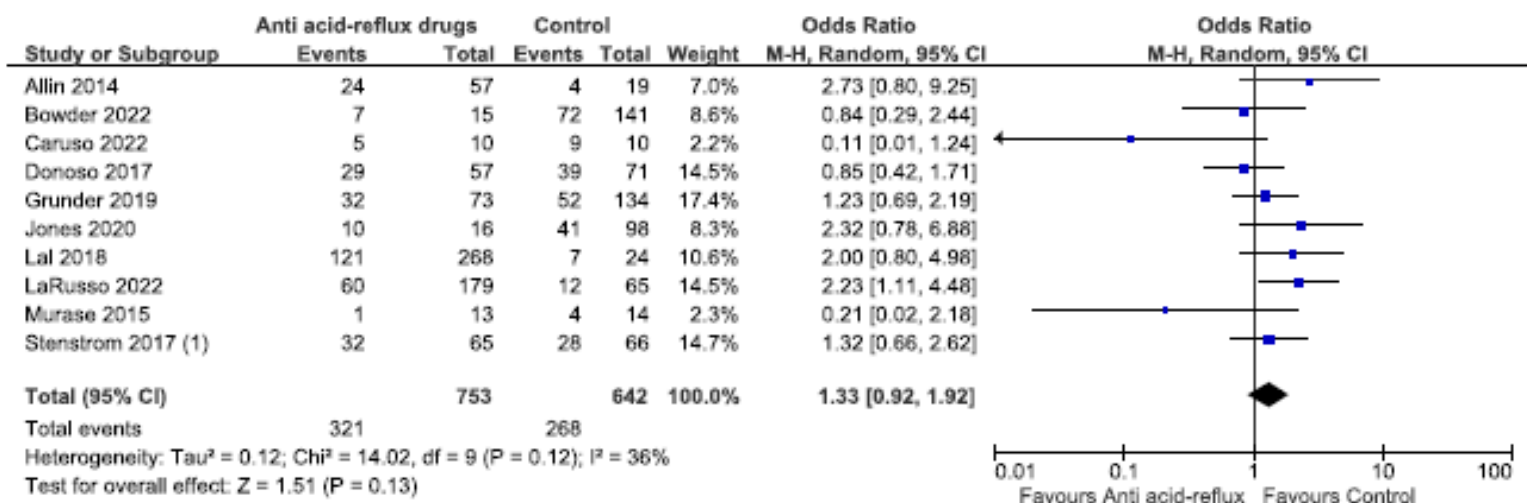 Anti acid-reflux drugs Control Odds Ratio Odds Ratio
Study or Subgroup Events Total Events Total Weight M-H, Random, 95% CI M-H, Random, 95% CI
Allin 2014 24 57 4 19 7.0% 2.73 [0.80, 9.25]
Bowder 2022 7 15 72 141 8.6% 0.84 [0.29, 2.44]
Caruso 2022 5 10 9 10 2.2% 0.11 [0.01, 1.24]
Donoso 2017 29 57 39 71 14.5% 0.85 [0.42, 1.71]
Grunder 2019 32 73 52 134 17.4% 1.23 [0.69, 2.19]
Jones 2020 10 16 41 98 8.3% 2.32 [0.78, 6.88]
Lal 2018 121 268 7 24 10.6% 2.00 [0.80, 4.98]
LaRusso 2022 60 179 12 65 14.5% 2.23 [1.11, 4.48]
Murase 2015 1 13 4 14 2.3% 0.21 [0.02, 2.18]
Stenstrom 2017 (1) 32 65 28 66 14.7% 1.32 [0.66, 2.62]
Total (95% CI) 753 642 100.0% 1.33 [0.92, 1.92]
Total events 321 268
Heterogeneity: Tau² = 0.12; Chi² = 14.02, df = 9 (P = 0.12); I² = 36%
Test for overall effect: Z = 1.51 (P = 0.13)
0.01 0.1 1 10 100
Favours Anti acid-reflux Favours Control